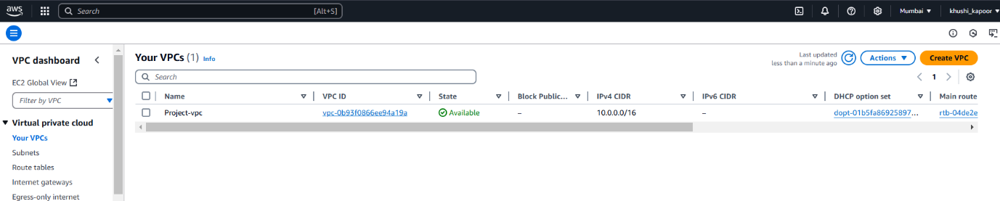 aws Search [Alt+S] Mumbai khushi_kapoor
VPC dashboard
EC2 Global View
Filter by VPC
Virtual private cloud
Your VPCs
Subnets
Route tables
Internet gateways
Egress-only internet
Your VPCs (1) Info
Last updated
less than a minute ago
Actions
Create VPC
Search
1
Name VPC ID State Block Public... IPv4 CIDR IPv6 CIDR DHCP option set Main route
Project-vpc vpc-0b93f0866ee94a19a Available – 10.0.0.0/16 – dopt-01b5fa86925897... rtb-04de2e